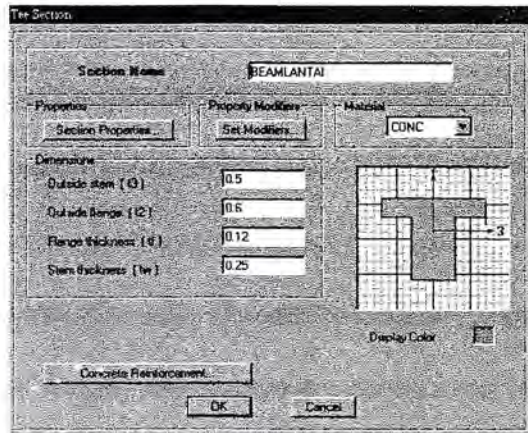 Tee Section
Section Name BEAMLANTAI
Properties Property Modifiers Material
Section Properties... Set Modifiers... CONC
Dimensions
Outside stem ( t3 ) 0.5
Outside flange ( t2 ) 0.6
Flange thickness ( tf ) 0.12
Stem thickness ( tw ) 0.25
2
3
Display Color
Concrete Reinforcement...
OK Cancel